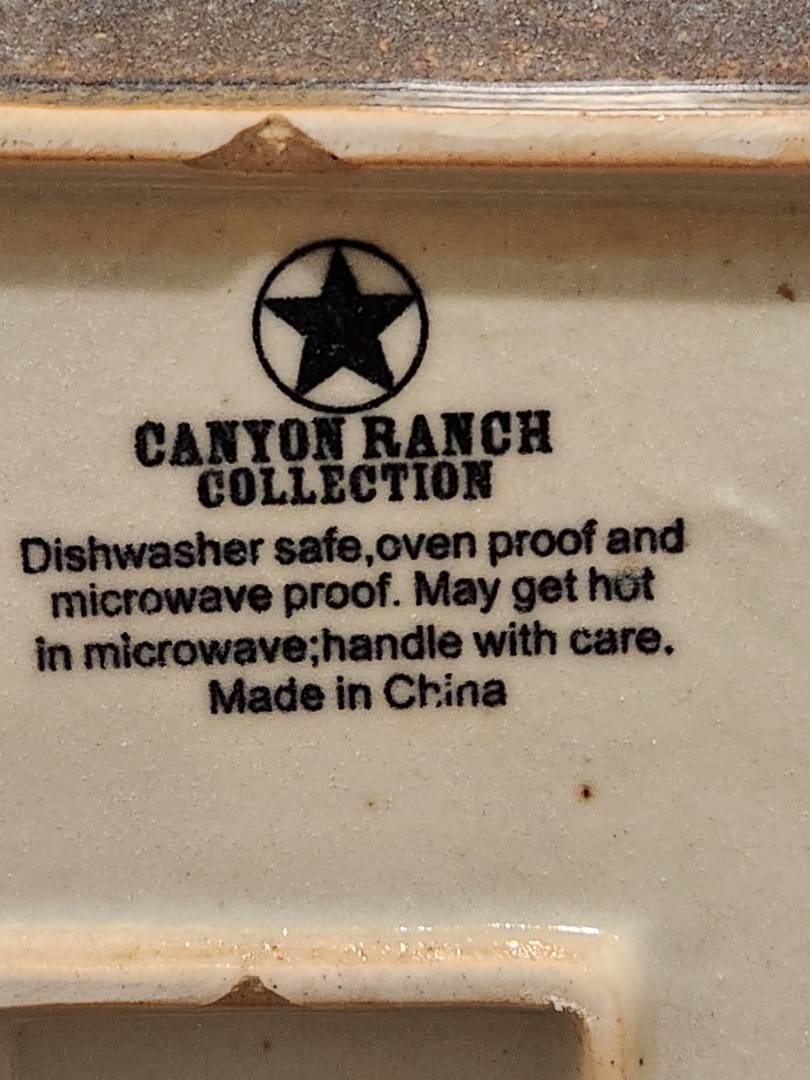 CANYON RANCH
COLLECTION
Dishwasher safe,oven proof and
microwave proof. May get hot
in microwave;handle with care.
Made in China